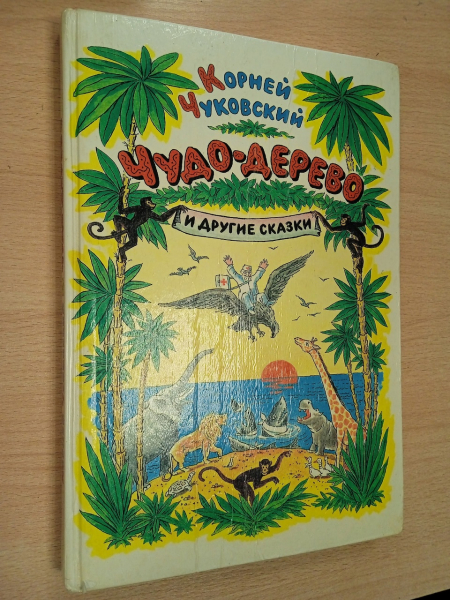 Корней
Чуковский
Чудо-дерево
и другие сказки